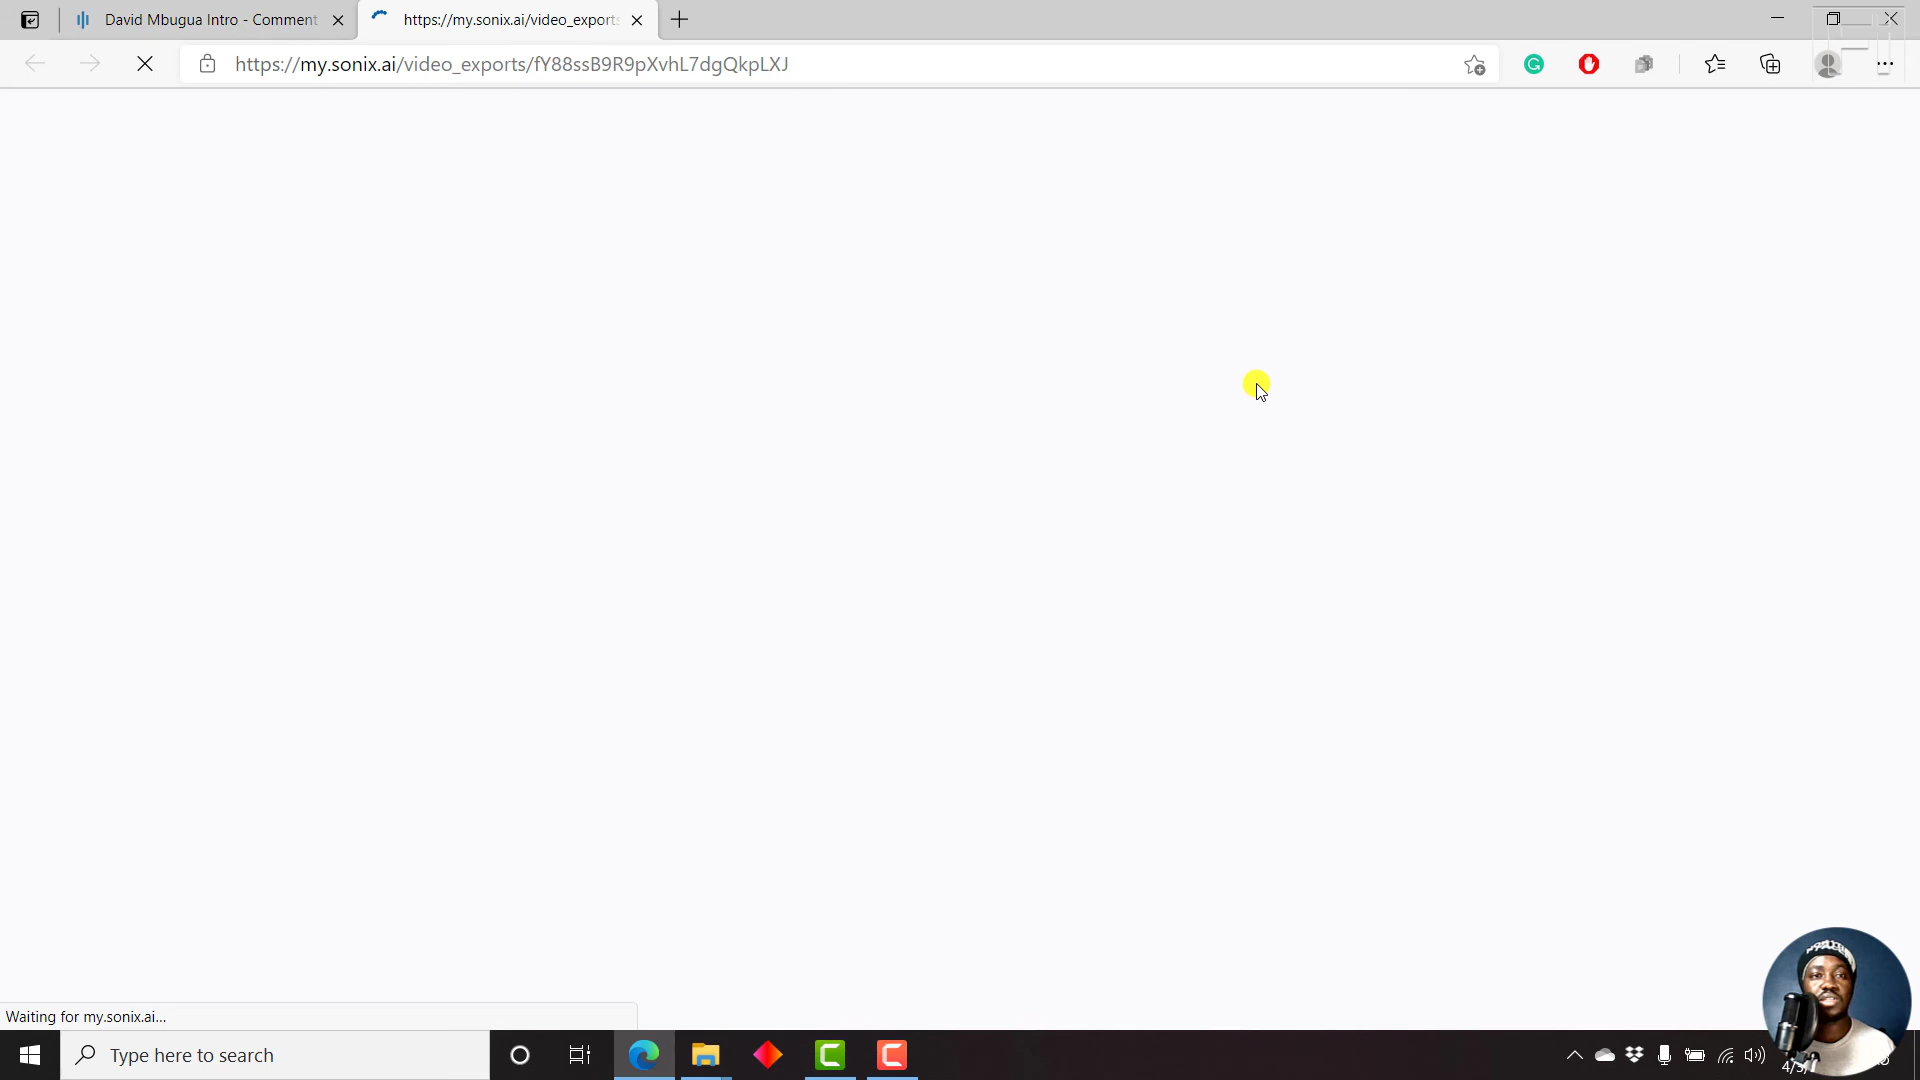 David Mbugua Intro - Comment
https://my.sonix.ai/video_exports
https://my.sonix.ai/video_exports/fY88ssB9R9pXvhL7dgQkpLXJ
Waiting for my.sonix.ai...
Type here to search